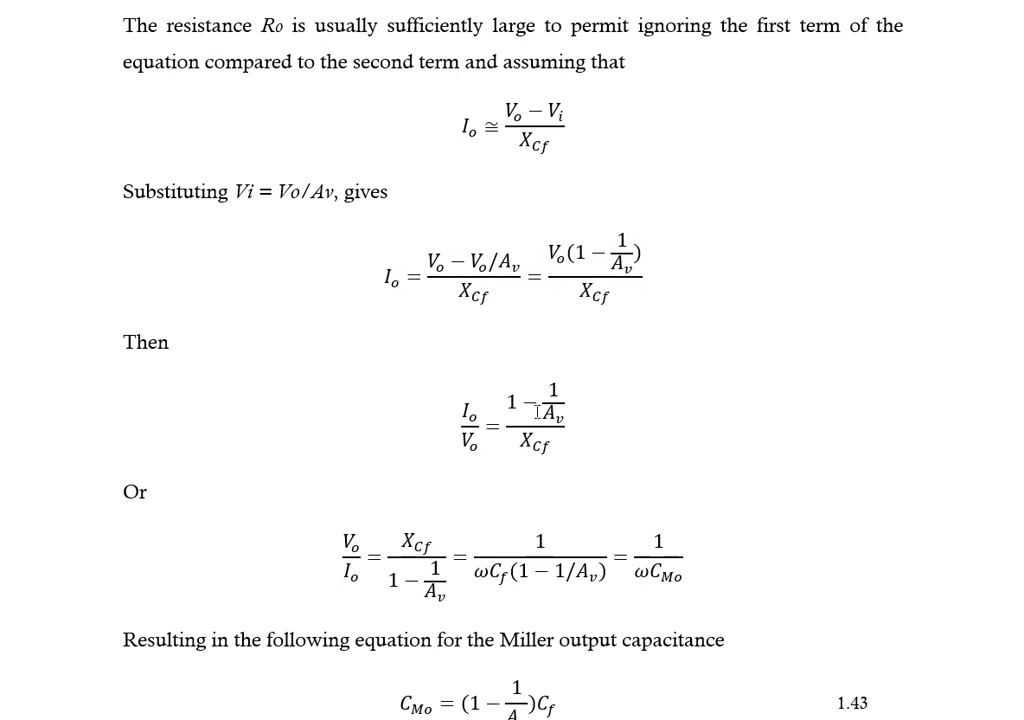 The resistance Ro is usually sufficiently large to permit ignoring the first term of the
equation compared to the second term and assuming that
I_o ≅ (V_o − V_i) / X_Cf
Substituting Vi = Vo/Av, gives
I_o = (V_o − V_o/A_v) / X_Cf = V_o(1 − 1/A_v) / X_Cf
Then
I_o / V_o = (1 − 1/A_v) / X_Cf
Or
V_o / I_o = X_Cf / (1 − 1/A_v) = 1 / (ωC_f(1 − 1/A_v)) = 1 / (ωC_Mo)
Resulting in the following equation for the Miller output capacitance
C_Mo = (1 − 1/A)C_f 1.43